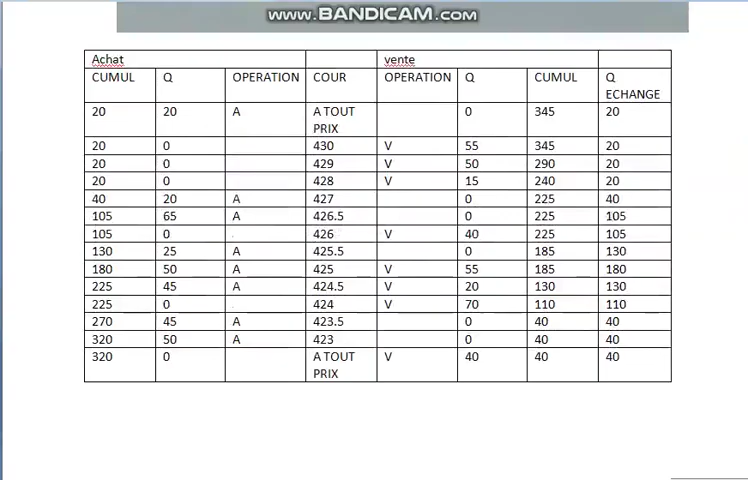 www.BANDICAM.com
Achat vente
CUMUL Q OPERATION COUR OPERATION Q CUMUL Q
ECHANGE
20 20 A A TOUT 0 345 20
PRIX
20 0 430 V 55 345 20
20 0 429 V 50 290 20
20 0 428 V 15 240 20
40 20 A 427 0 225 40
105 65 A 426.5 0 225 105
105 0 426 V 40 225 105
130 25 A 425.5 0 185 130
180 50 A 425 V 55 185 180
225 45 A 424.5 V 20 130 130
225 0 424 V 70 110 110
270 45 A 423.5 0 40 40
320 50 A 423 0 40 40
320 0 A TOUT V 40 40 40
PRIX